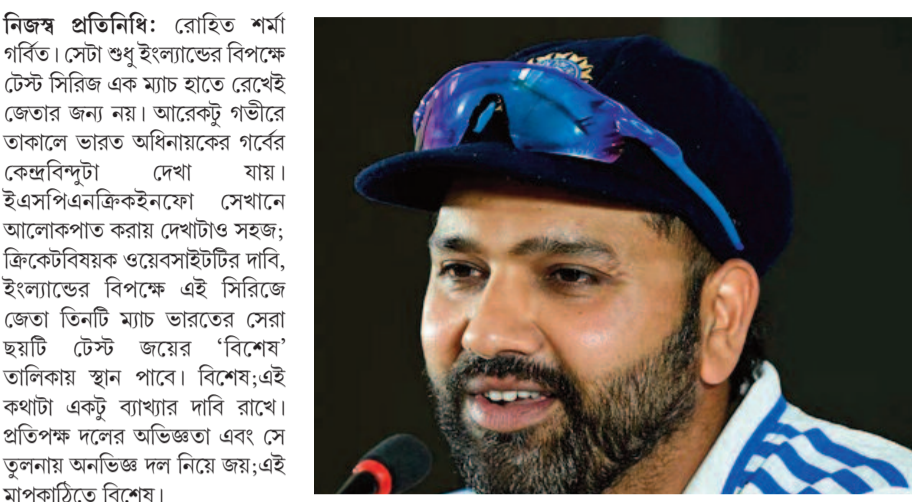 নিজস্ব প্রতিনিধি: রোহিত শর্মা
গর্বিত। সেটা শুধু ইংল্যান্ডের বিপক্ষে
টেস্ট সিরিজ এক ম্যাচ হাতে রেখেই
জেতার জন্য নয়। আরেকটু গভীরে
তাকালে ভারত অধিনায়কের গর্বের
কেন্দ্রবিন্দুটা দেখা যায়।
ইএসপিএনক্রিকইনফো সেখানে
আলোকপাত করায় দেখাটাও সহজ;
ক্রিকেটবিষয়ক ওয়েবসাইটটির দাবি,
ইংল্যান্ডের বিপক্ষে এই সিরিজে
জেতা তিনটি ম্যাচ ভারতের সেরা
ছয়টি টেস্ট জয়ের ‘বিশেষ’
তালিকায় স্থান পাবে। বিশেষ;এই
কথাটা একটু ব্যাখ্যার দাবি রাখে।
প্রতিপক্ষ দলের অভিজ্ঞতা এবং সে
তুলনায় অনভিজ্ঞ দল নিয়ে জয়;এই
মাপকাঠিতে বিশেষ।